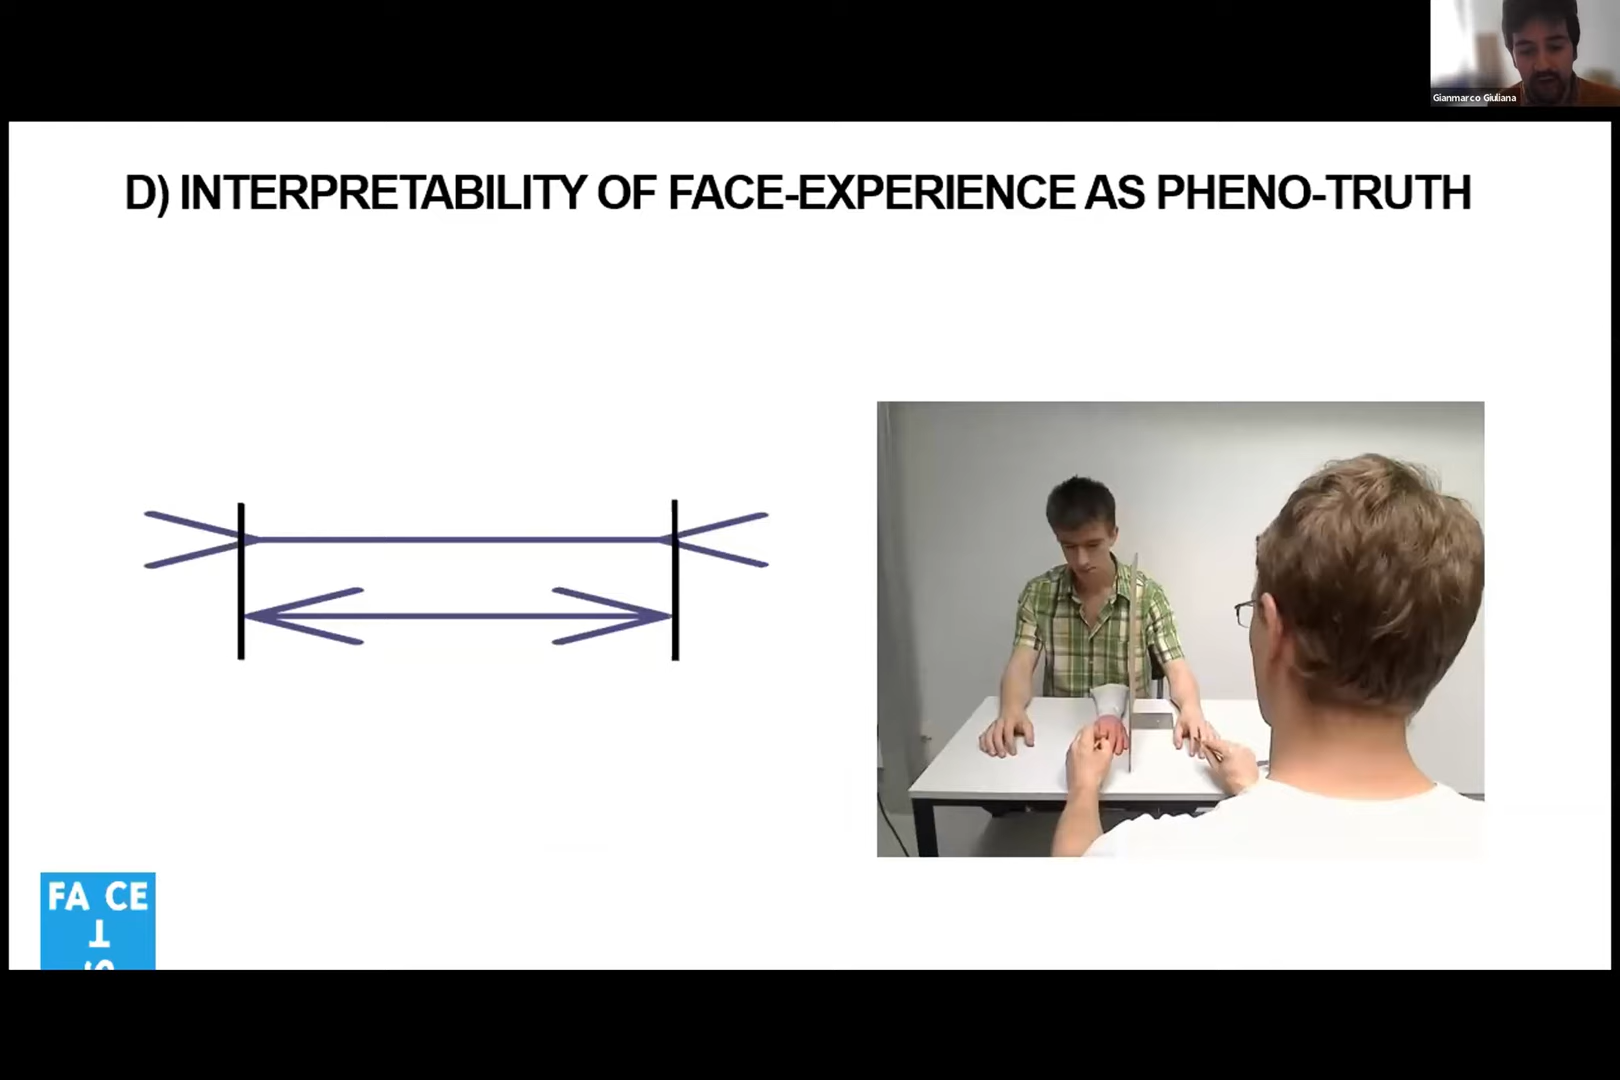 Gianmarco Giuliana
D) INTERPRETABILITY OF FACE-EXPERIENCE AS PHENO-TRUTH
FA CE
T
S